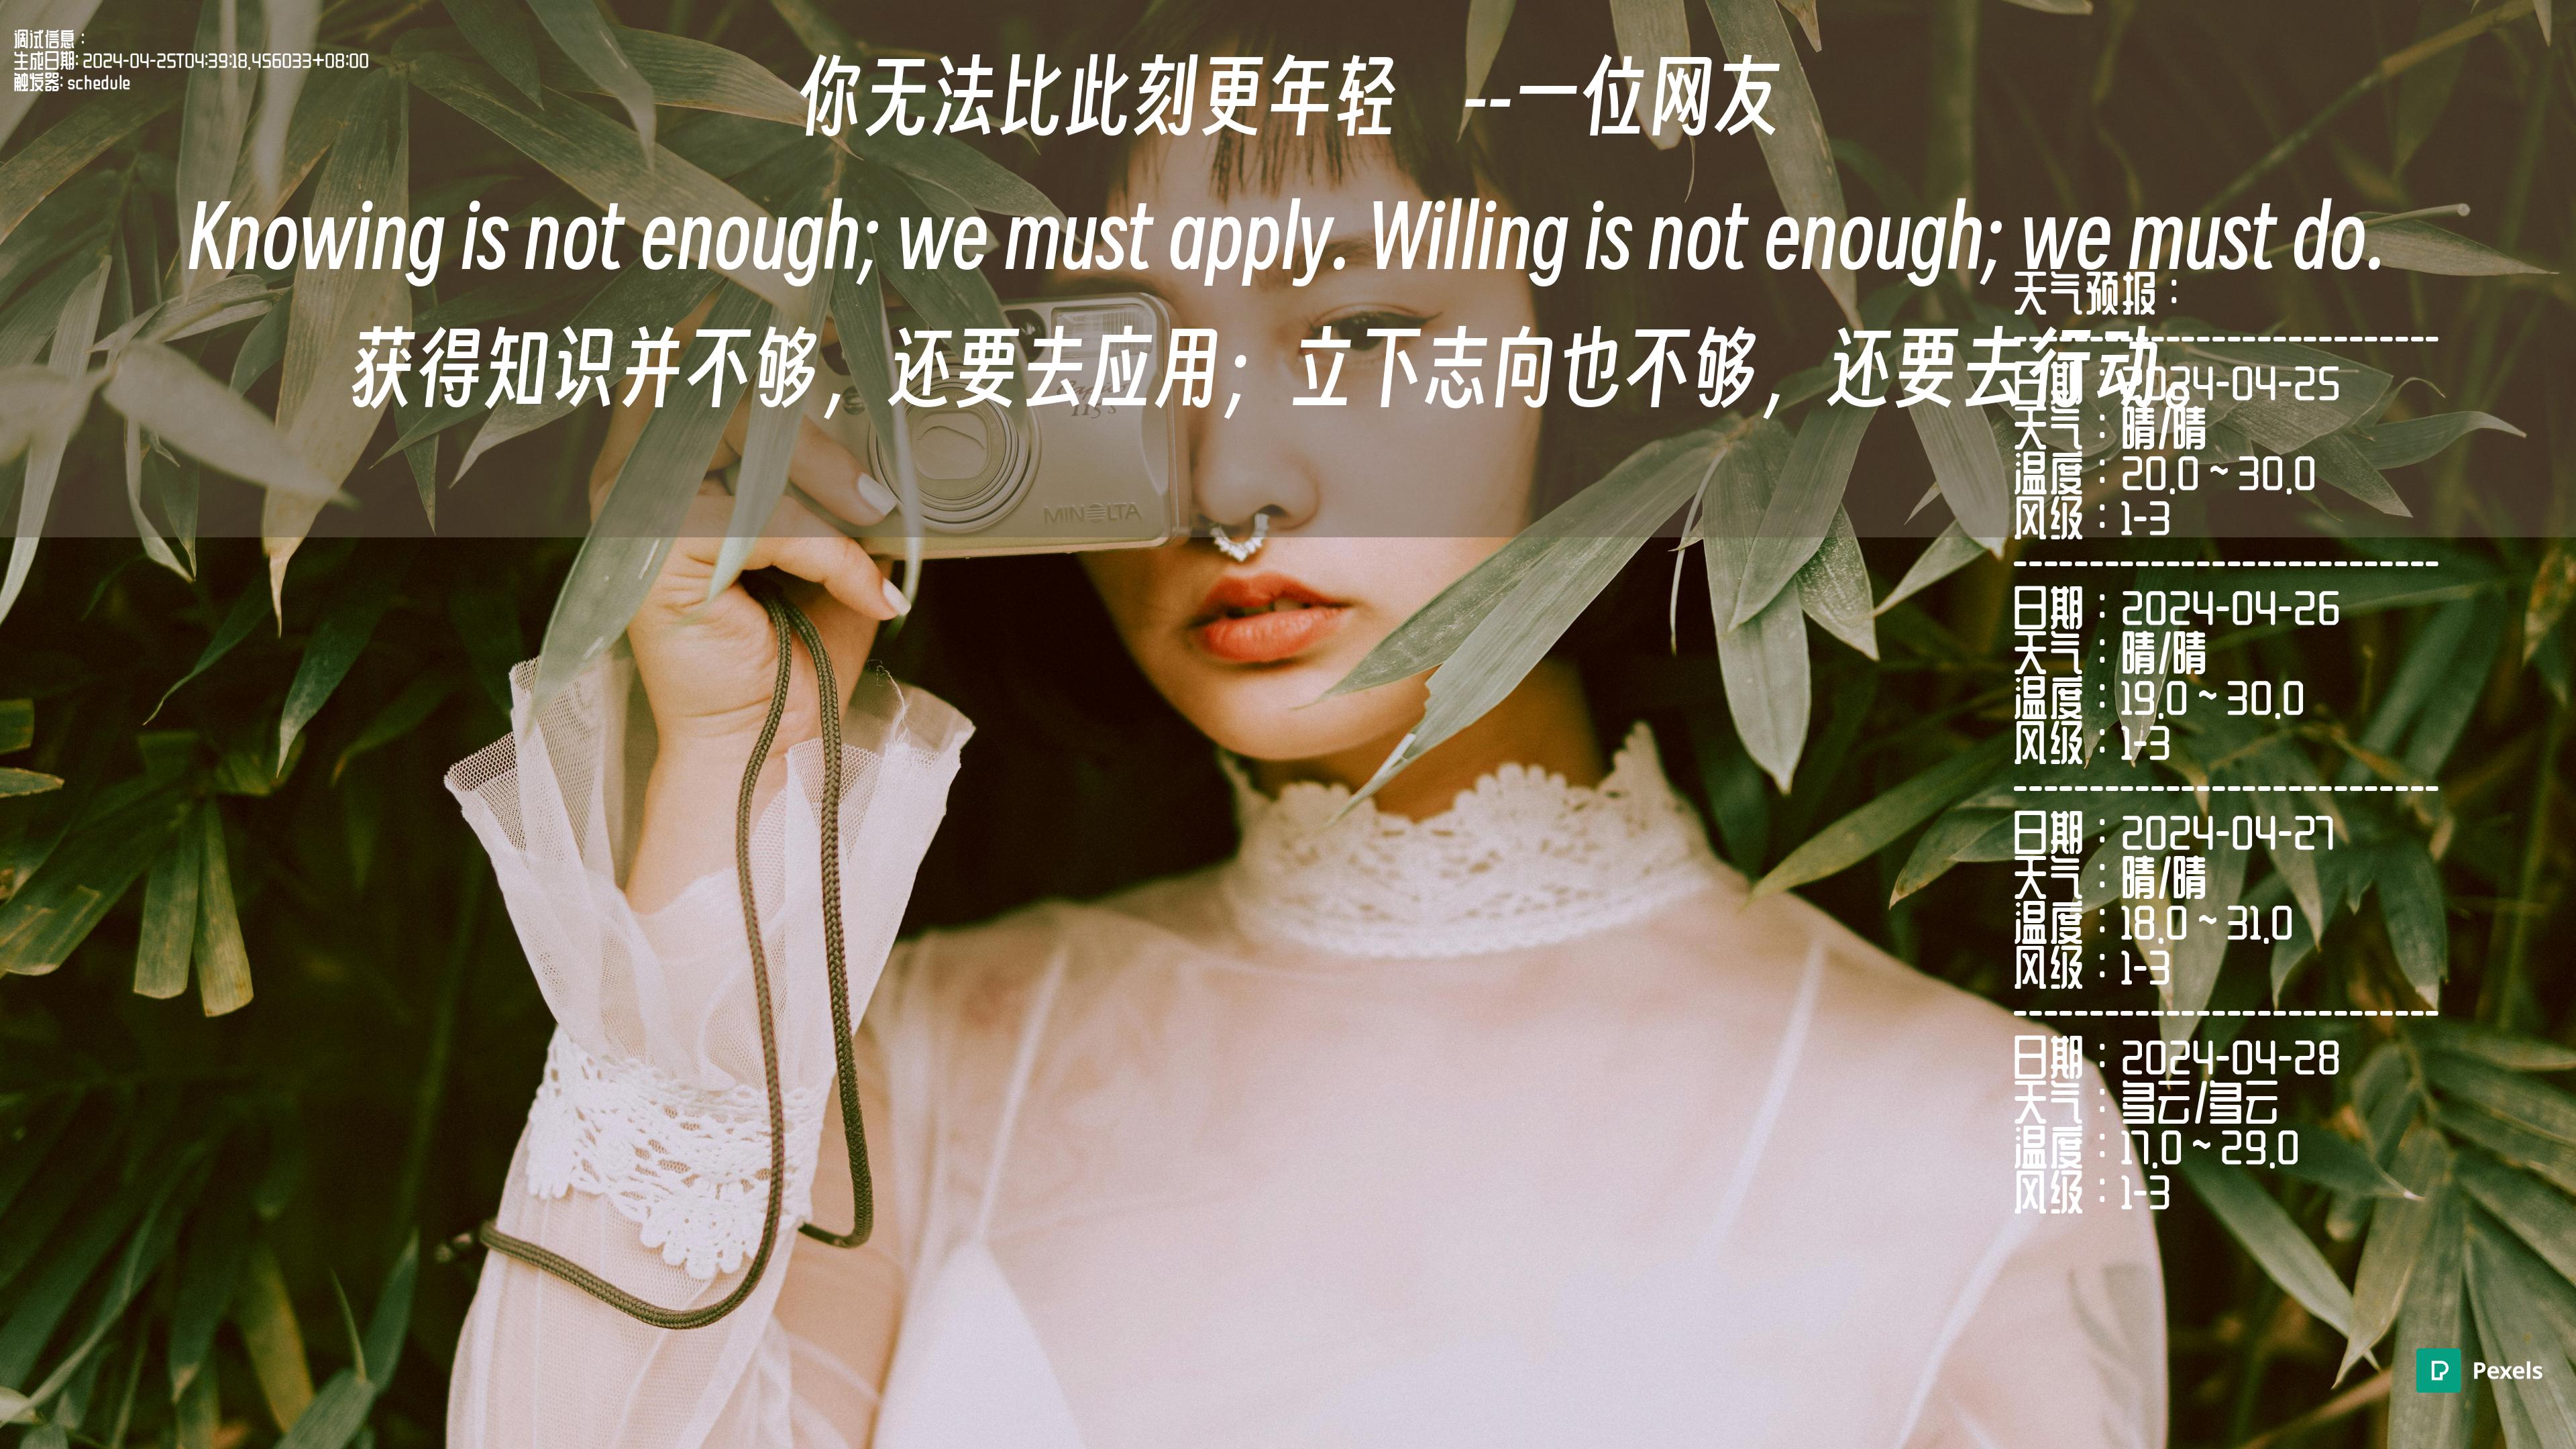 调试信息：
生成日期: 2024-04-25T04:39:18.456033+08:00
触发器: schedule
你无法比此刻更年轻 --一位网友
Knowing is not enough; we must apply. Willing is not enough; we must do.
获得知识并不够，还要去应用；立下志向也不够，还要去行动。
天气预报：
----------------------------
日期：2024-04-25
天气：晴/晴
温度：20.0 ~ 30.0
风级：1-3
----------------------------
日期：2024-04-26
天气：晴/晴
温度：19.0 ~ 30.0
风级：1-3
----------------------------
日期：2024-04-27
天气：晴/晴
温度：18.0 ~ 31.0
风级：1-3
----------------------------
日期：2024-04-28
天气：多云/多云
温度：17.0 ~ 29.0
风级：1-3
MINOLTA
Pexels